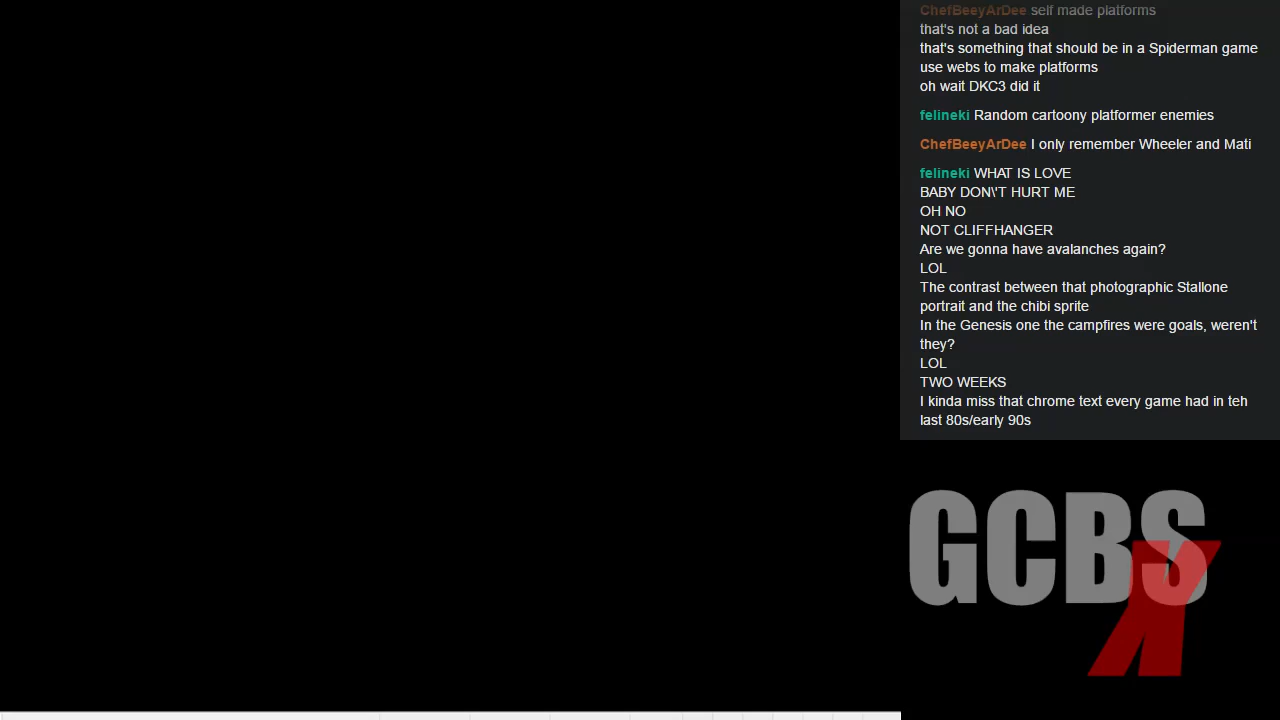 ChefBeeyArDee self made platforms
that's not a bad idea
that's something that should be in a Spiderman game
use webs to make platforms
oh wait DKC3 did it
felineki Random cartoony platformer enemies
ChefBeeyArDee I only remember Wheeler and Mati
felineki WHAT IS LOVE
BABY DON\'T HURT ME
OH NO
NOT CLIFFHANGER
Are we gonna have avalanches again?
LOL
The contrast between that photographic Stallone
portrait and the chibi sprite
In the Genesis one the campfires were goals, weren't
they?
LOL
TWO WEEKS
I kinda miss that chrome text every game had in teh
last 80s/early 90s
GCBS
X